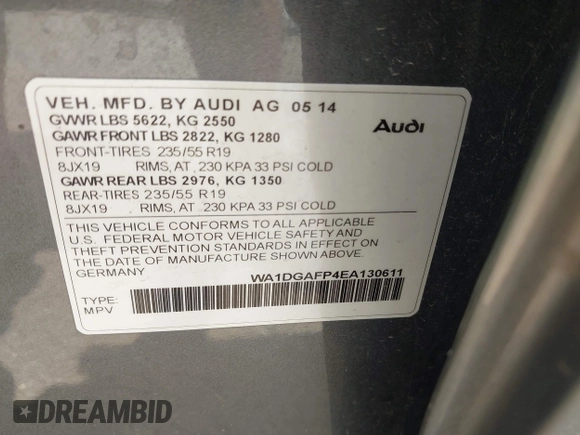 VEH. MFD. BY AUDI AG 05 14
GVWR LBS 5622, KG 2550
GAWR FRONT LBS 2822, KG 1280
FRONT-TIRES 235/55 R19
8JX19 RIMS, AT 230 KPA 33 PSI COLD
GAWR REAR LBS 2976, KG 1350
REAR-TIRES 235/55 R19
8JX19 RIMS, AT 230 KPA 33 PSI COLD
Audi
THIS VEHICLE CONFORMS TO ALL APPLICABLE
U.S. FEDERAL MOTOR VEHICLE SAFETY AND
THEFT PREVENTION STANDARDS IN EFFECT ON
THE DATE OF MANUFACTURE SHOWN ABOVE
WA1DGAFP4EA130611
TYPE:
MPV
DREAMBID